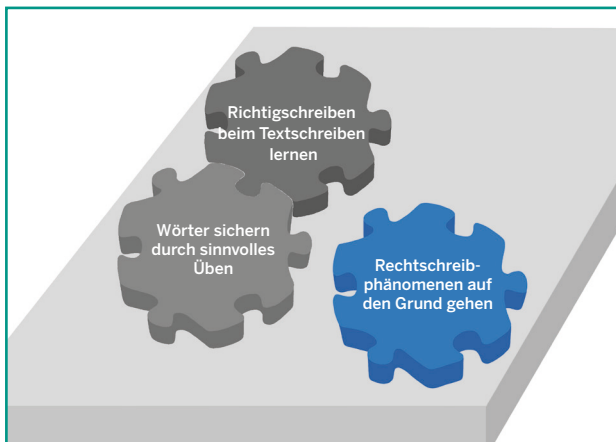 Richtigschreiben
beim Textschreiben
lernen
Wörter sichern
durch sinnvolles
Üben
Rechtschreib-
phänomenen auf
den Grund gehen